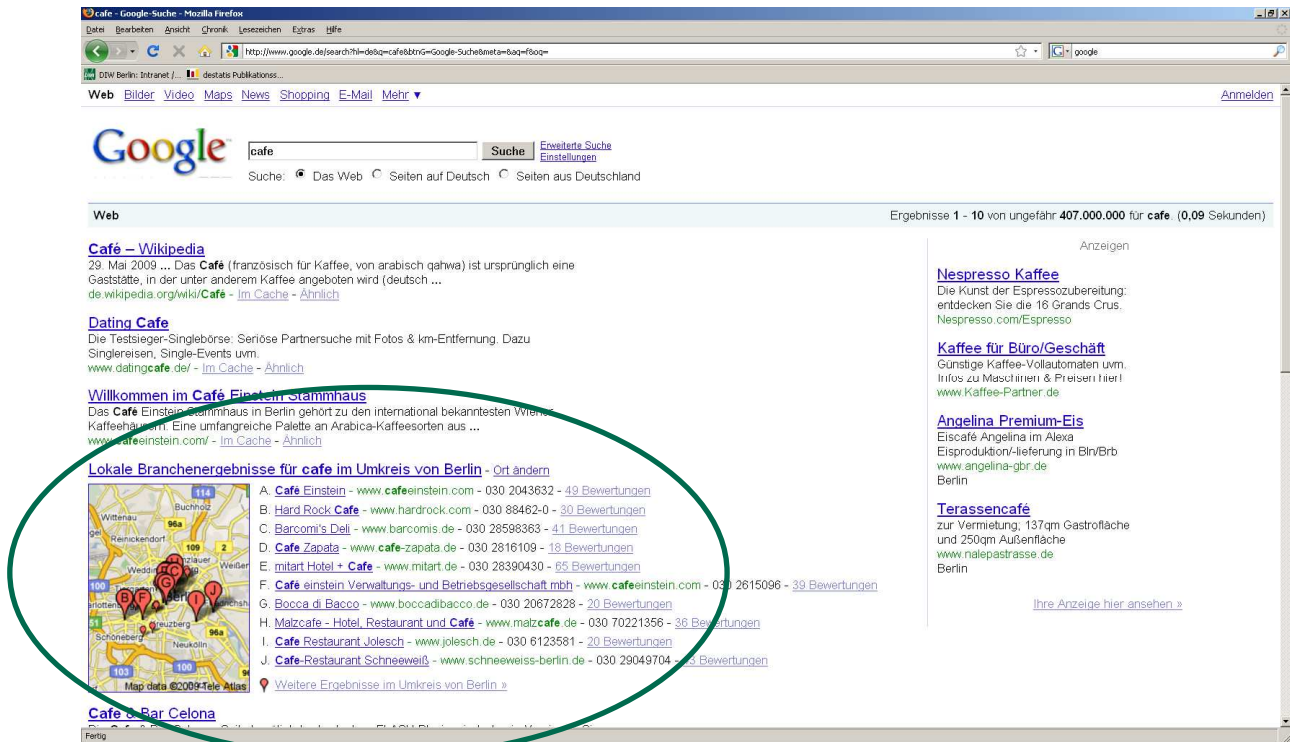 cafe - Google-Suche - Mozilla Firefox
Datei Bearbeiten Ansicht Chronik Lesezeichen Extras Hilfe
http://www.google.de/search?hl=de&q=cafe&btnG=Google-Suche&meta=&aq=f&oq=
google
DIW Berlin: Intranet /... destatis Publikationss...
Web Bilder Video Maps News Shopping E-Mail Mehr ▼ Anmelden
Google
cafe Suche Erweiterte Suche
Einstellungen
Suche: Das Web Seiten auf Deutsch Seiten aus Deutschland
Web Ergebnisse 1 - 10 von ungefähr 407.000.000 für cafe. (0,09 Sekunden)
Café – Wikipedia
29. Mai 2009 ... Das Café (französisch für Kaffee, von arabisch qahwa) ist ursprünglich eine
Gaststätte, in der unter anderem Kaffee angeboten wird (deutsch ...
de.wikipedia.org/wiki/Café - Im Cache - Ähnlich
Dating Cafe
Die Testsieger-Singlebörse: Seriöse Partnersuche mit Fotos & km-Entfernung. Dazu
Singlereisen, Single-Events uvm.
www.datingcafe.de/ - Im Cache - Ähnlich
Willkommen im Café Einstein Stammhaus
Das Café Einstein Stammhaus in Berlin gehört zu den international bekanntesten Wiener
Kaffeehäusern. Eine umfangreiche Palette an Arabica-Kaffeesorten aus ...
www.cafeeinstein.com/ - Im Cache - Ähnlich
Lokale Branchenergebnisse für cafe im Umkreis von Berlin - Ort ändern
A. Café Einstein - www.cafeeinstein.com - 030 2043632 - 49 Bewertungen
B. Hard Rock Cafe - www.hardrock.com - 030 88462-0 - 30 Bewertungen
C. Barcomi's Deli - www.barcomis.de - 030 28598363 - 41 Bewertungen
D. Cafe Zapata - www.cafe-zapata.de - 030 2816109 - 18 Bewertungen
E. mitart Hotel + Cafe - www.mitart.de - 030 28390430 - 65 Bewertungen
F. Café einstein Verwaltungs- und Betriebsgesellschaft mbh - www.cafeeinstein.com - 030 2615096 - 39 Bewertungen
G. Bocca di Bacco - www.boccadibacco.de - 030 20672828 - 20 Bewertungen
H. Malzcafe - Hotel, Restaurant und Café - www.malzcafe.de - 030 70221356 - 36 Bewertungen
I. Cafe Restaurant Jolesch - www.jolesch.de - 030 6123581 - 20 Bewertungen
J. Cafe-Restaurant Schneeweiß - www.schneeweiss-berlin.de - 030 29049704 - Bewertungen
Weitere Ergebnisse im Umkreis von Berlin »
114
Buchholz
Wittenau
96a
Reinickendorf
109 2
Weddin
100
B F G I J
Schöneberg
96a
Neukölln
103 100
Map data ©2009 Tele Atlas
Cafe & Bar Celona
Anzeigen
Nespresso Kaffee
Die Kunst der Espressozubereitung:
entdecken Sie die 16 Grands Crus.
Nespresso.com/Espresso
Kaffee für Büro/Geschäft
Günstige Kaffee-Vollautomaten uvm.
Infos zu Maschinen & Preisen hier!
www.Kaffee-Partner.de
Angelina Premium-Eis
Eiscafé Angelina im Alexa
Eisproduktion/-lieferung in Bln/Brb
www.angelina-gbr.de
Berlin
Terassencafé
zur Vermietung; 137qm Gastrofläche
und 250qm Außenfläche
www.nalepastrasse.de
Berlin
Ihre Anzeige hier ansehen »
Fertig